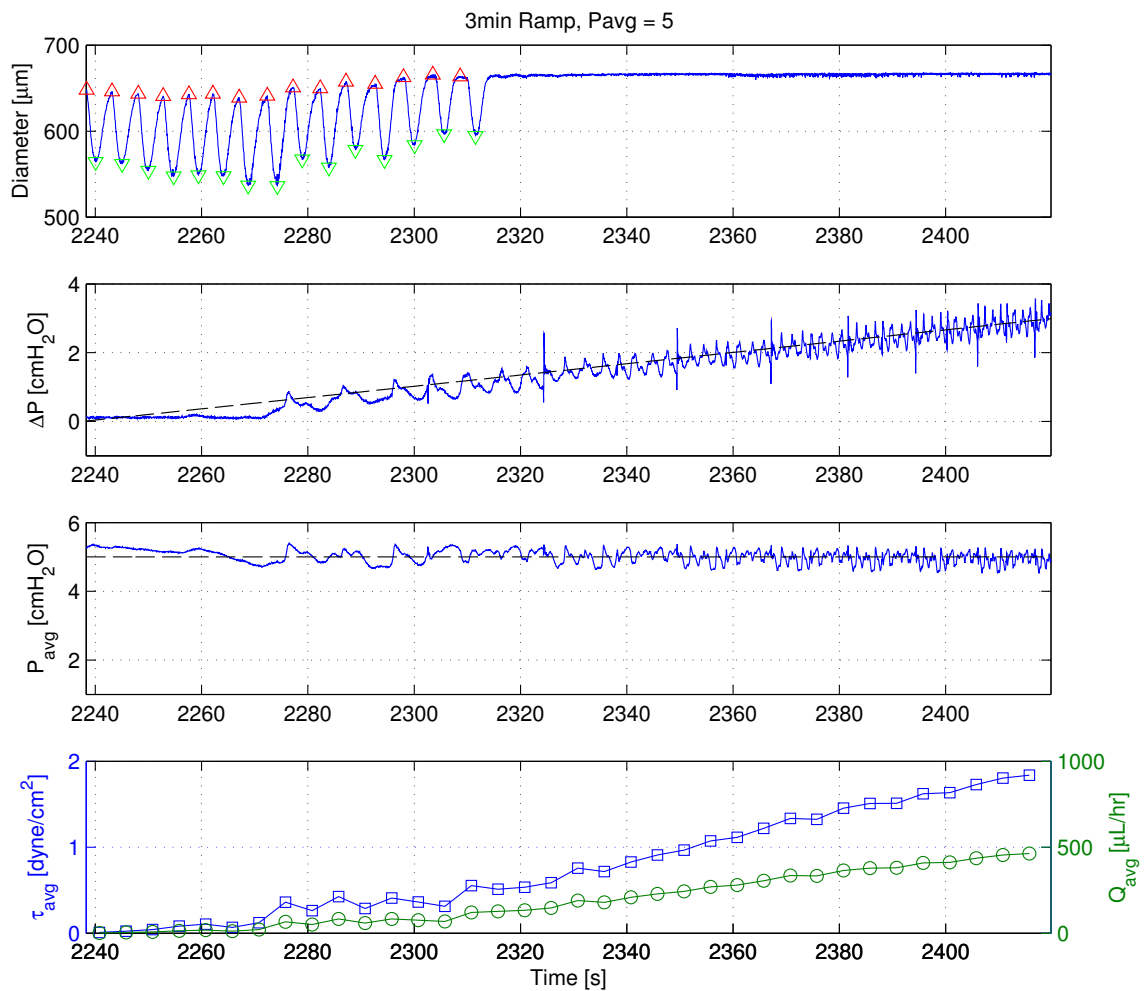 3min Ramp, Pavg = 5
700
600
500
Diameter [μm]
2240 2260 2280 2300 2320 2340 2360 2380 2400
4
2
0
ΔP [cmH2O]
2240 2260 2280 2300 2320 2340 2360 2380 2400
6
4
2
Pavg [cmH2O]
2240 2260 2280 2300 2320 2340 2360 2380 2400
2
1
0
τavg [dyne/cm²]
1000
500
0
Qavg [μL/hr]
2240 2260 2280 2300 2320 2340 2360 2380 2400
Time [s]